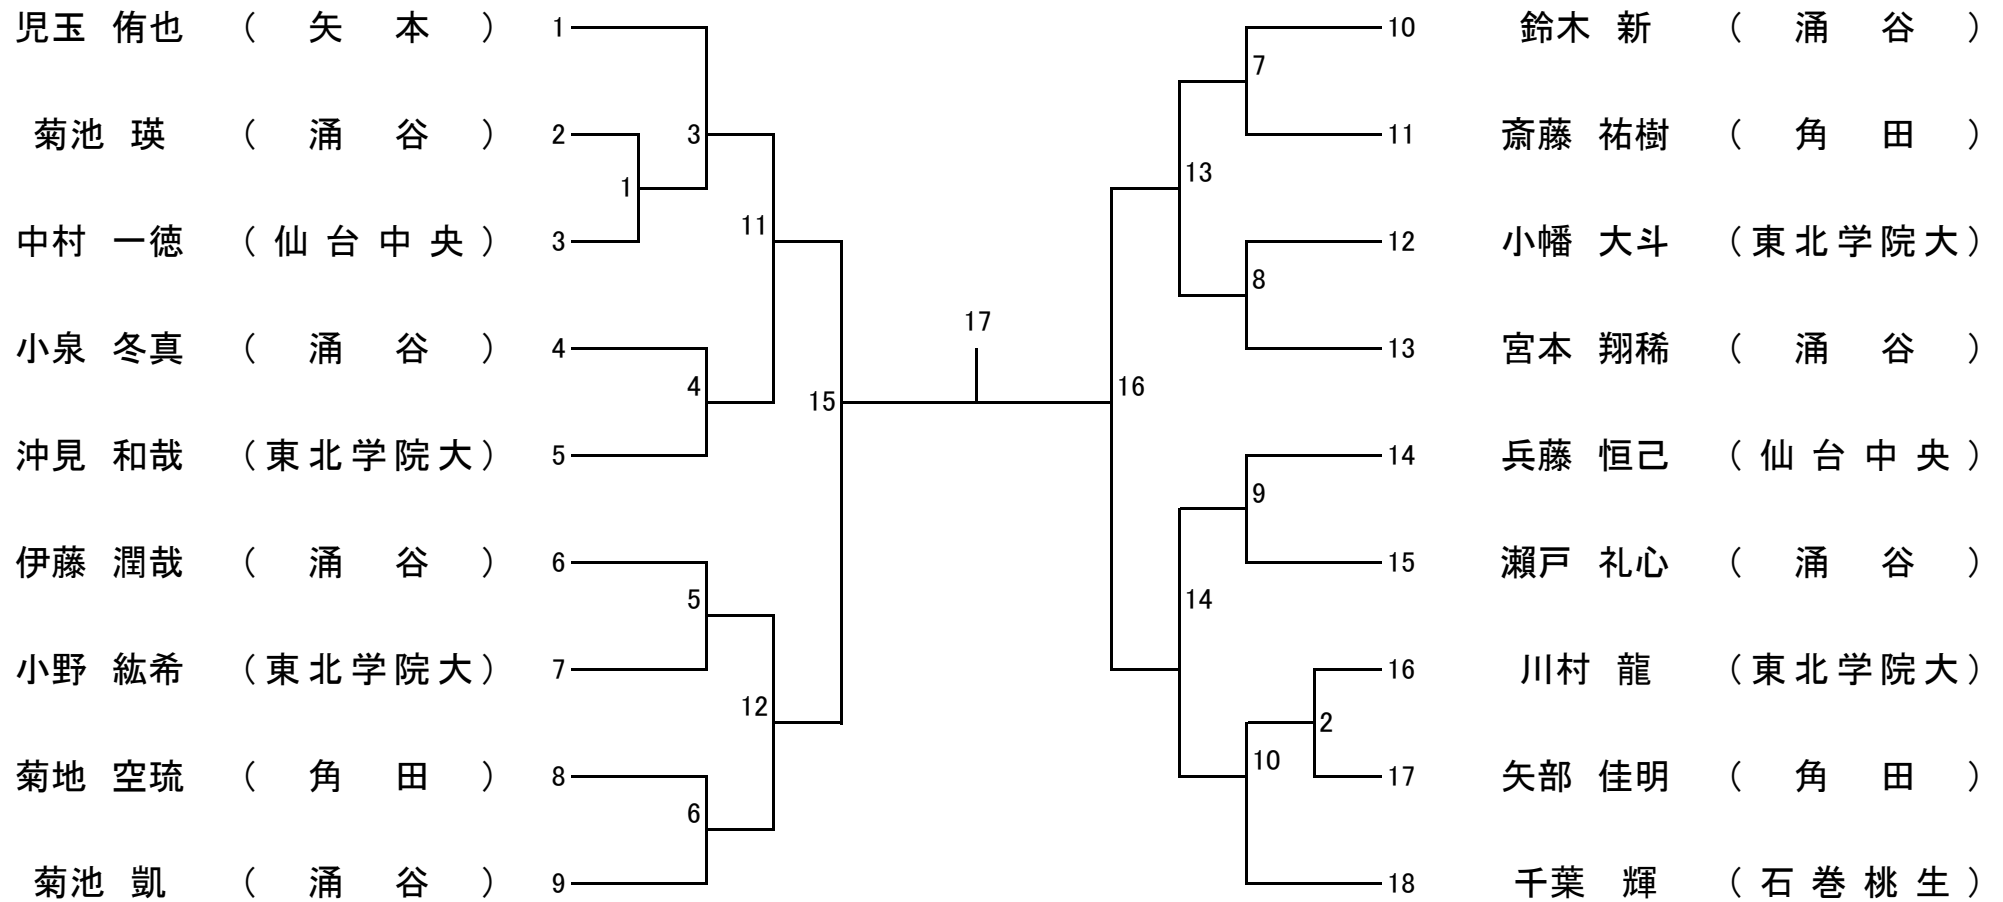 児玉 侑也 （ 矢 本 ） 1 10 鈴木 新 （ 涌 谷 ）
7
菊池 瑛 （ 涌 谷 ） 2 3 11 斎藤 祐樹 （ 角 田 ）
1 13
中村 一徳 （ 仙 台 中 央 ） 3 11 12 小幡 大斗 （ 東 北 学 院 大 ）
8
17
小泉 冬真 （ 涌 谷 ） 4 13 宮本 翔稀 （ 涌 谷 ）
4 15 16
沖見 和哉 （ 東 北 学 院 大 ） 5 14 兵藤 恒己 （ 仙 台 中 央 ）
9
伊藤 潤哉 （ 涌 谷 ） 6 15 瀬戸 礼心 （ 涌 谷 ）
5 14
小野 紘希 （ 東 北 学 院 大 ） 7 16 川村 龍 （ 東 北 学 院 大 ）
12 2
菊地 空琉 （ 角 田 ） 8 10 17 矢部 佳明 （ 角 田 ）
6
菊池 凱 （ 涌 谷 ） 9 18 千葉 輝 （ 石 巻 桃 生 ）